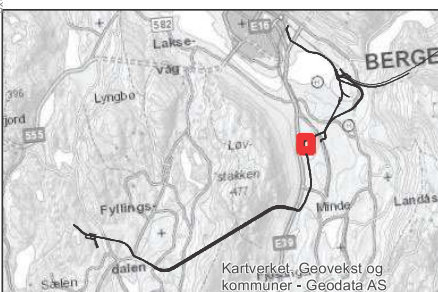 582
E16
Lakse-
våg
BERGE
396
Lyngbø
fjord
555
Løv-
stakken
477
Landås
Fyllings-
Minde
E39
Sælen
dalen
Kartverket, Geovekst og
kommuner - Geodata AS